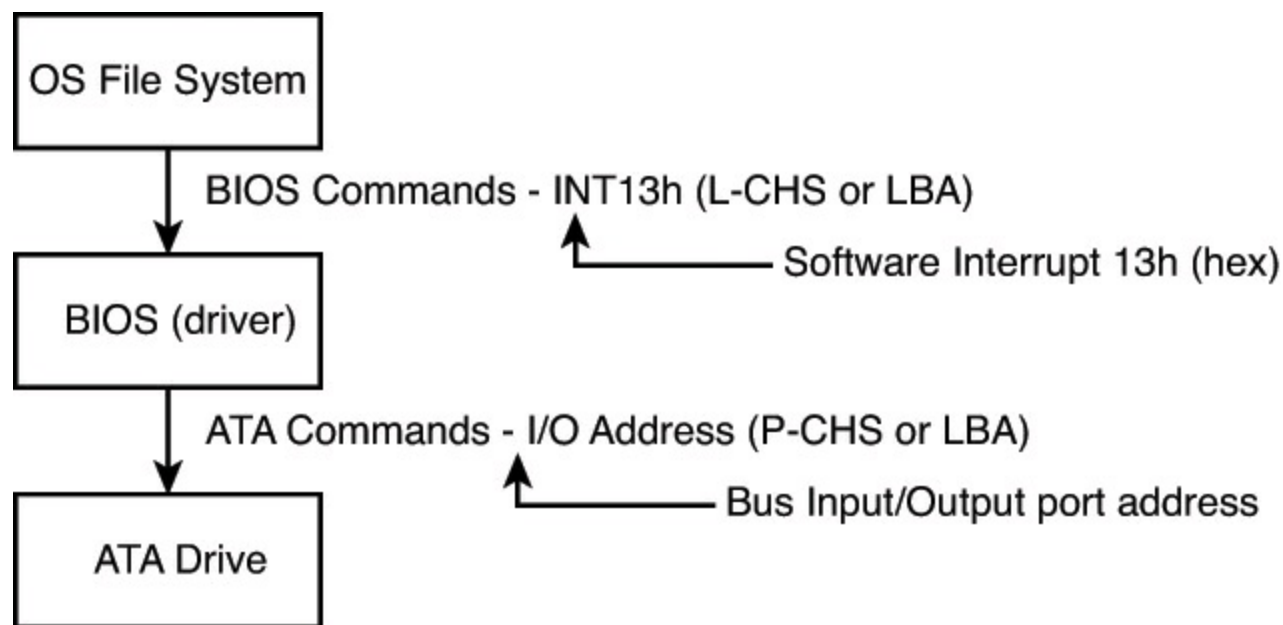 OS File System
BIOS Commands - INT13h (L-CHS or LBA)
Software Interrupt 13h (hex)
BIOS (driver)
ATA Commands - I/O Address (P-CHS or LBA)
Bus Input/Output port address
ATA Drive